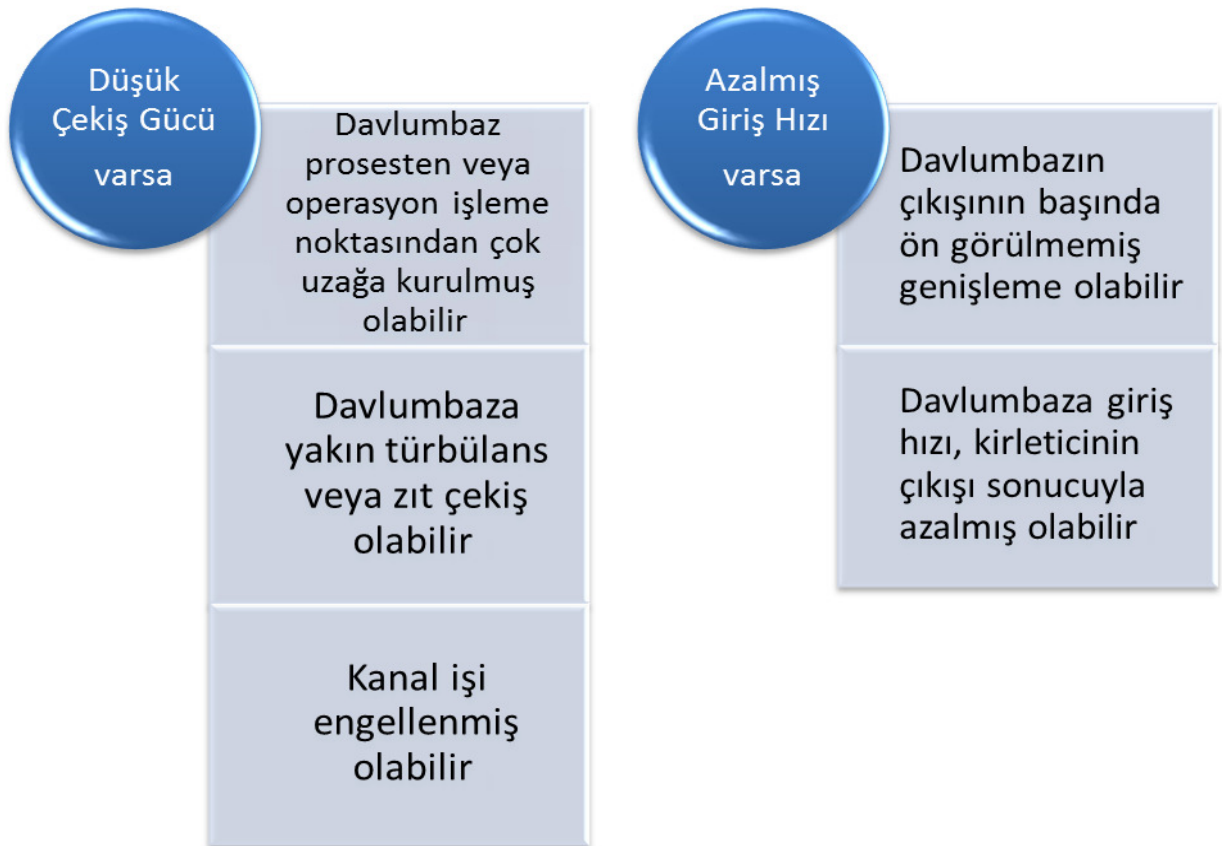 Düşük
Çekiş Gücü
varsa
Davlumbaz
prosesten veya
operasyon işleme
noktasından çok
uzağa kurulmuş
olabilir
Davlumbaza
yakın türbülans
veya zıt çekiş
olabilir
Kanal işi
engellenmiş
olabilir
Azalmış
Giriş Hızı
varsa
Davlumbazın
çıkışının başında
ön görülmemiş
genişleme olabilir
Davlumbaza giriş
hızı, kirleticinin
çıkışı sonucuyla
azalmış olabilir